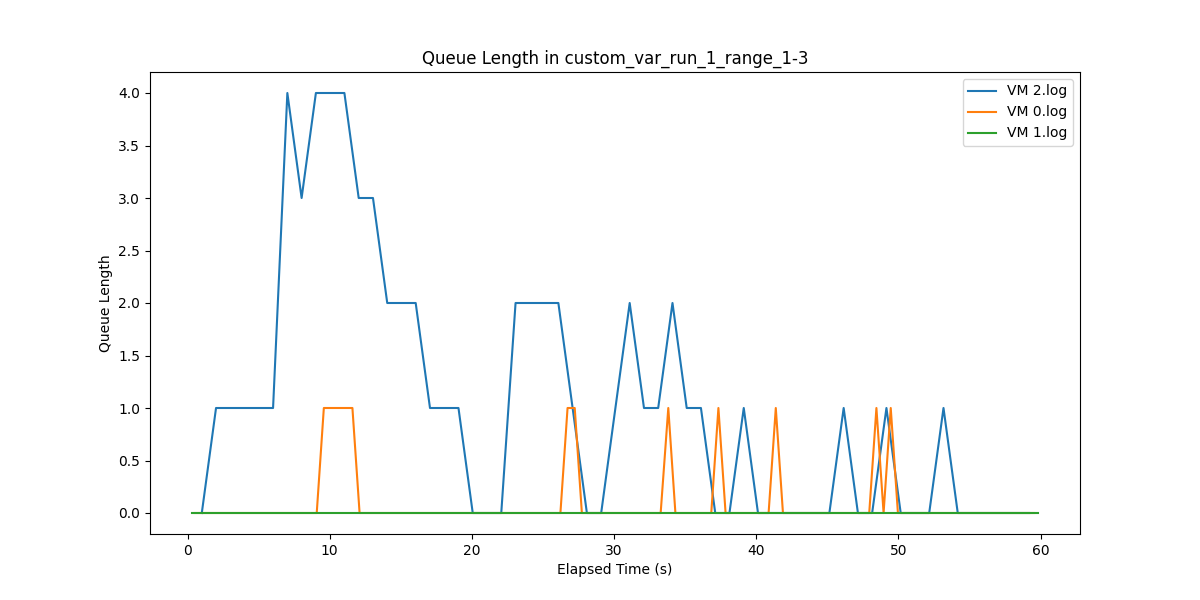 Queue Length in custom_var_run_1_range_1-3
VM 2.log
VM 0.log
VM 1.log
4.0
3.5
3.0
2.5
2.0
1.5
1.0
0.5
0.0
Queue Length
0 10 20 30 40 50 60
Elapsed Time (s)